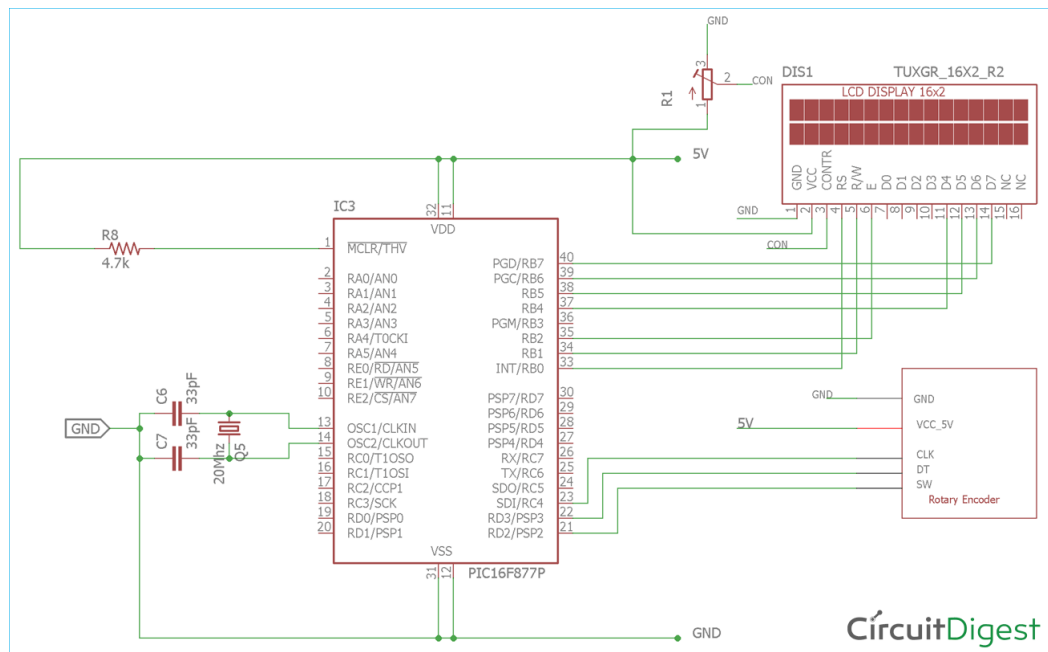 GND
3
2
CON
R1
1
5V
DIS1
TUXGR_16X2_R2
LCD DISPLAY 16x2
GND
VCC
CONTR
RS
R/W
E
D0
D1
D2
D3
D4
D5
D6
D7
NC
NC
1
2
3
4
5
6
7
8
9
10
11
12
13
14
15
16
GND
CON
R8
4.7k
IC3
32
11
VDD
1 MCLR/THV
2 RA0/AN0
3 RA1/AN1
4 RA2/AN2
5 RA3/AN3
6 RA4/T0CKI
7 RA5/AN4
8 RE0/RD/AN5
9 RE1/WR/AN6
10 RE2/CS/AN7
13 OSC1/CLKIN
14 OSC2/CLKOUT
15 RC0/T1OSO
16 RC1/T1OSI
17 RC2/CCP1
18 RC3/SCK
19 RD0/PSP0
20 RD1/PSP1
PGD/RB7 40
PGC/RB6 39
RB5 38
RB4 37
PGM/RB3 36
RB2 35
RB1 34
INT/RB0 33
PSP7/RD7 30
PSP6/RD6 29
PSP5/RD5 28
PSP4/RD4 27
RX/RC7 26
TX/RC6 25
SDO/RC5 24
SDI/RC4 23
RD3/PSP3 22
RD2/PSP2 21
VSS
31
12
PIC16F877P
GND
C6
33pF
C7
33pF
20Mhz
Q5
GND
GND
5V
GND
VCC_5V
CLK
DT
SW
Rotary Encoder
CircuitDigest